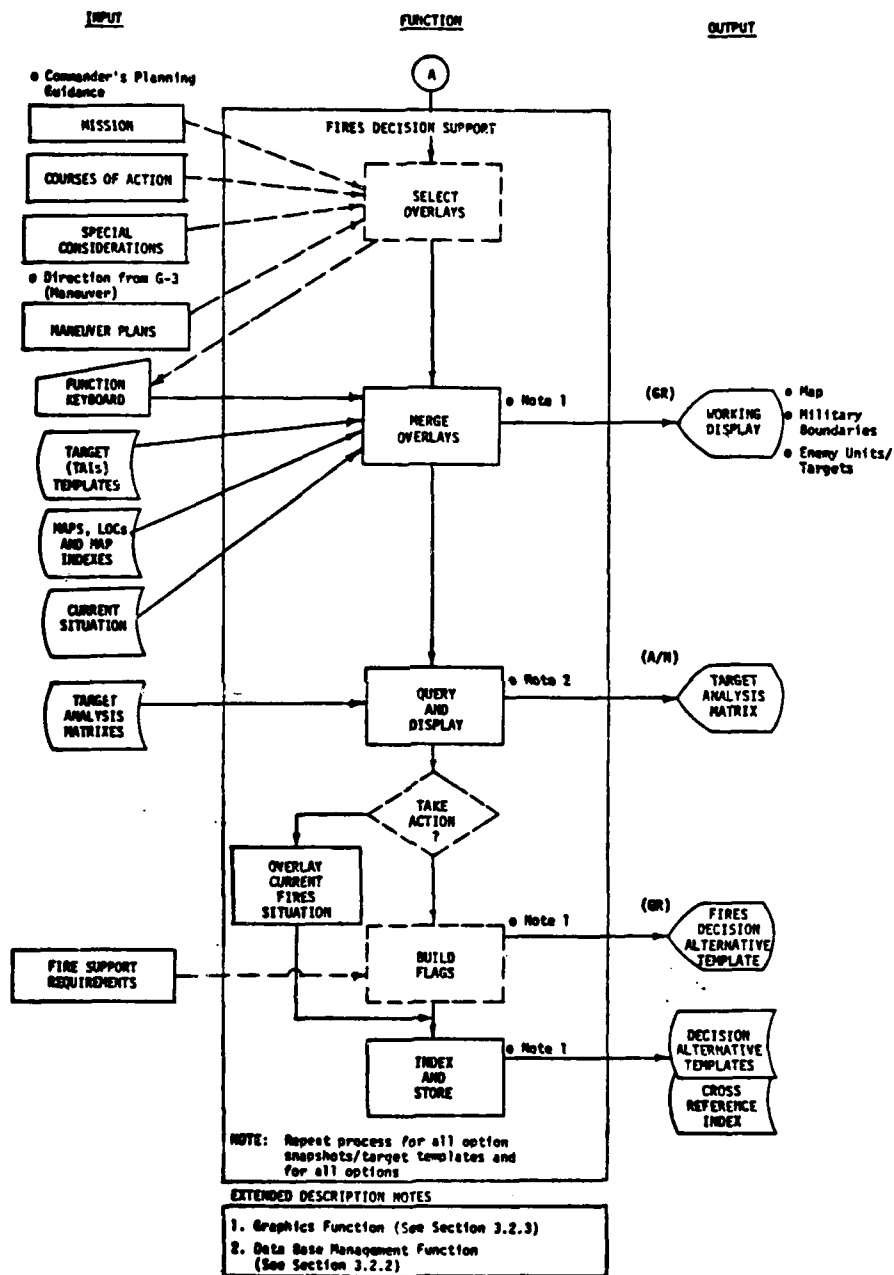 INPUT
FUNCTION
OUTPUT
A
● Commander's Planning
Guidance
MISSION
COURSES OF ACTION
SPECIAL
CONSIDERATIONS
● Direction from G-3
(Maneuver)
MANEUVER PLANS
FUNCTION
KEYBOARD
TARGET
(TAIs)
TEMPLATES
MAPS, LOCs
AND MAP
INDEXES
CURRENT
SITUATION
TARGET
ANALYSIS
MATRIXES
FIRE SUPPORT
REQUIREMENTS
FIRES DECISION SUPPORT
SELECT
OVERLAYS
MERGE
OVERLAYS
● Note 1
QUERY
AND
DISPLAY
● Note 2
TAKE
ACTION
?
OVERLAY
CURRENT
FIRES
SITUATION
BUILD
FLAGS
● Note 1
INDEX
AND
STORE
● Note 1
NOTE: Repeat process for all option
snapshots/target templates and
for all options
(GR)
WORKING
DISPLAY
● Map
● Military
Boundaries
● Enemy Units/
Targets
(A/N)
TARGET
ANALYSIS
MATRIX
(GR)
FIRES
DECISION
ALTERNATIVE
TEMPLATE
DECISION
ALTERNATIVE
TEMPLATES
CROSS
REFERENCE
INDEX
EXTENDED DESCRIPTION NOTES
1. Graphics Function (See Section 3.2.3)
2. Data Base Management Function
(See Section 3.2.2)